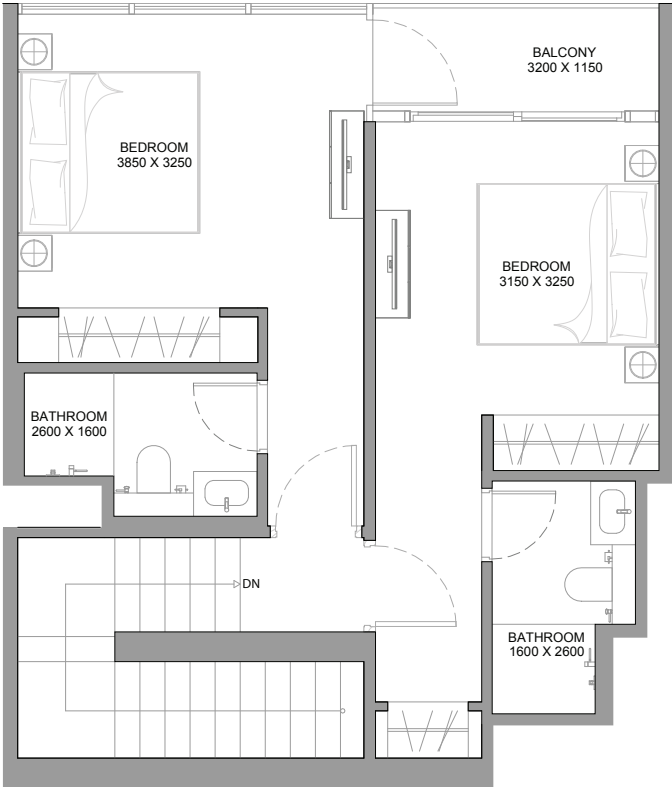 BALCONY
3200 X 1150
BEDROOM
3850 X 3250
BEDROOM
3150 X 3250
BATHROOM
2600 X 1600
DN
BATHROOM
1600 X 2600